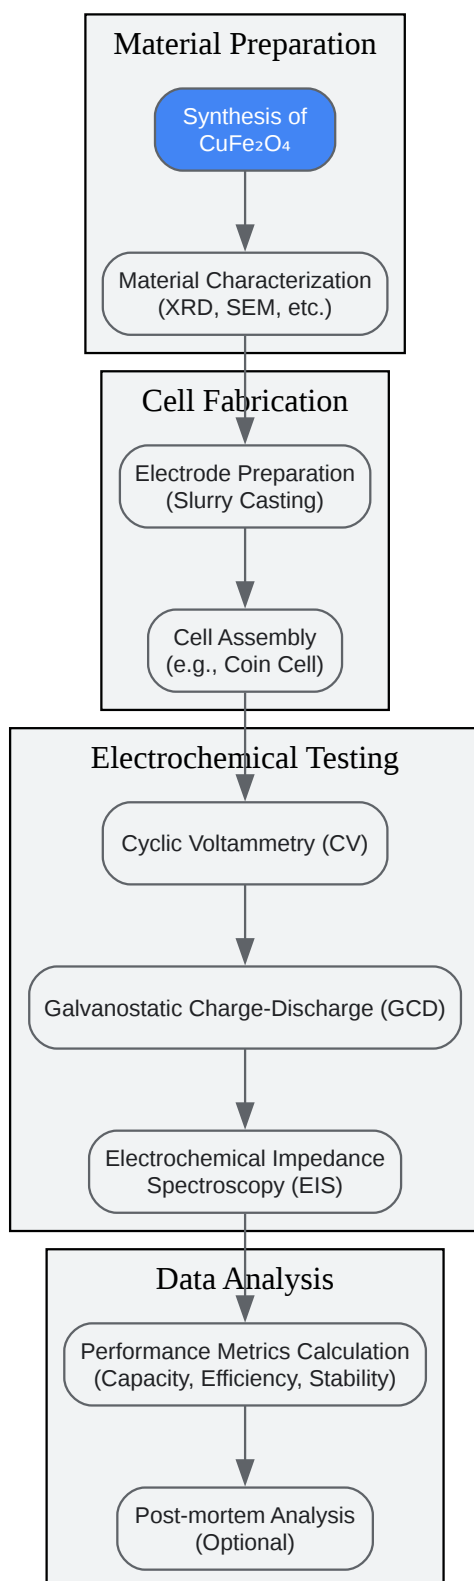 Material Preparation
Synthesis of
CuFe₂O₄
Material Characterization
(XRD, SEM, etc.)
Cell Fabrication
Electrode Preparation
(Slurry Casting)
Cell Assembly
(e.g., Coin Cell)
Electrochemical Testing
Cyclic Voltammetry (CV)
Galvanostatic Charge-Discharge (GCD)
Electrochemical Impedance
Spectroscopy (EIS)
Data Analysis
Performance Metrics Calculation
(Capacity, Efficiency, Stability)
Post-mortem Analysis
(Optional)